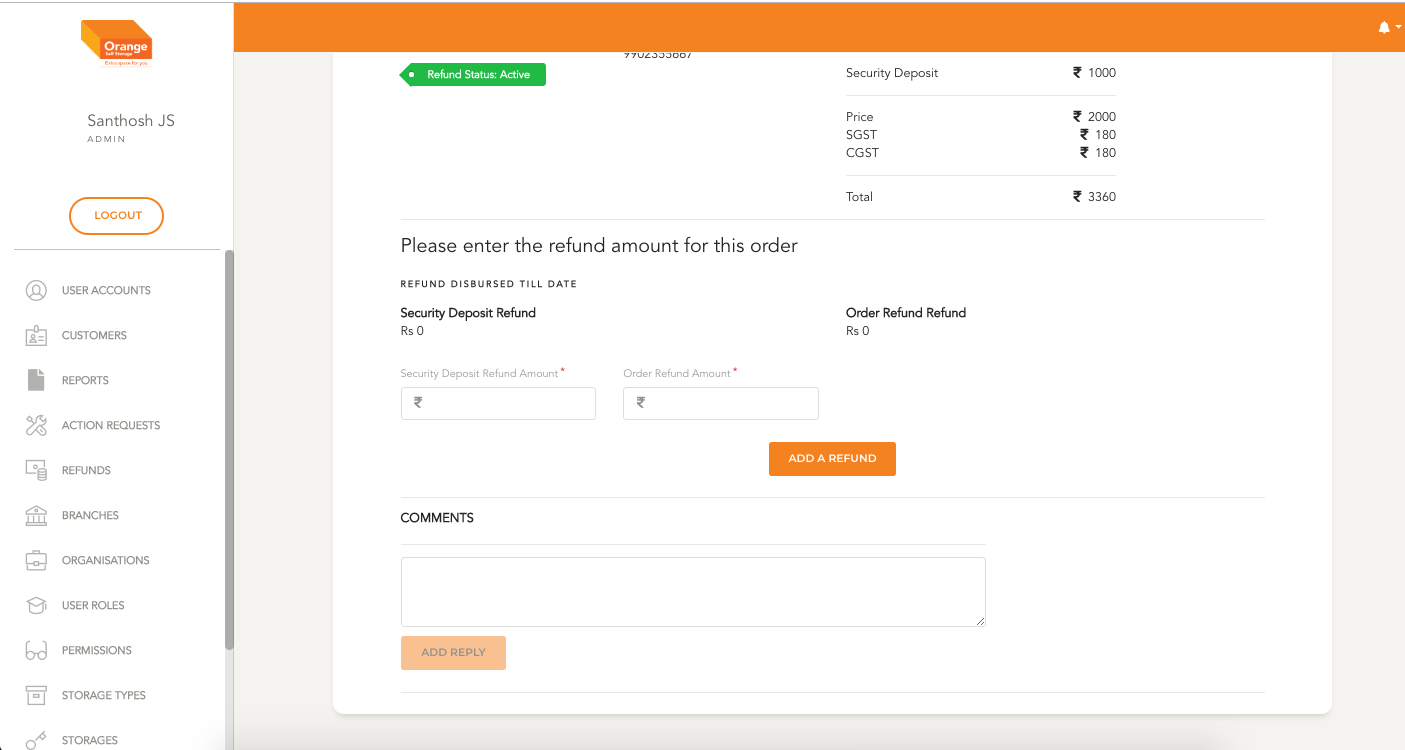 Orange
Self Storage
Extra space for you
Santhosh JS
ADMIN
LOGOUT
USER ACCOUNTS
CUSTOMERS
REPORTS
ACTION REQUESTS
REFUNDS
BRANCHES
ORGANISATIONS
USER ROLES
PERMISSIONS
STORAGE TYPES
STORAGES
9902355667
Refund Status: Active
Security Deposit ₹ 1000
Price ₹ 2000
SGST ₹ 180
CGST ₹ 180
Total ₹ 3360
Please enter the refund amount for this order
REFUND DISBURSED TILL DATE
Security Deposit Refund Order Refund Refund
Rs 0 Rs 0
Security Deposit Refund Amount * Order Refund Amount *
₹ ₹
ADD A REFUND
COMMENTS
ADD REPLY